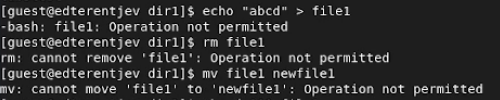 [guest@edterentjev dir1]$ echo "abcd" > file1
-bash: file1: Operation not permitted
[guest@edterentjev dir1]$ rm file1
rm: cannot remove 'file1': Operation not permitted
[guest@edterentjev dir1]$ mv file1 newfile1
mv: cannot move 'file1' to 'newfile1': Operation not permitted